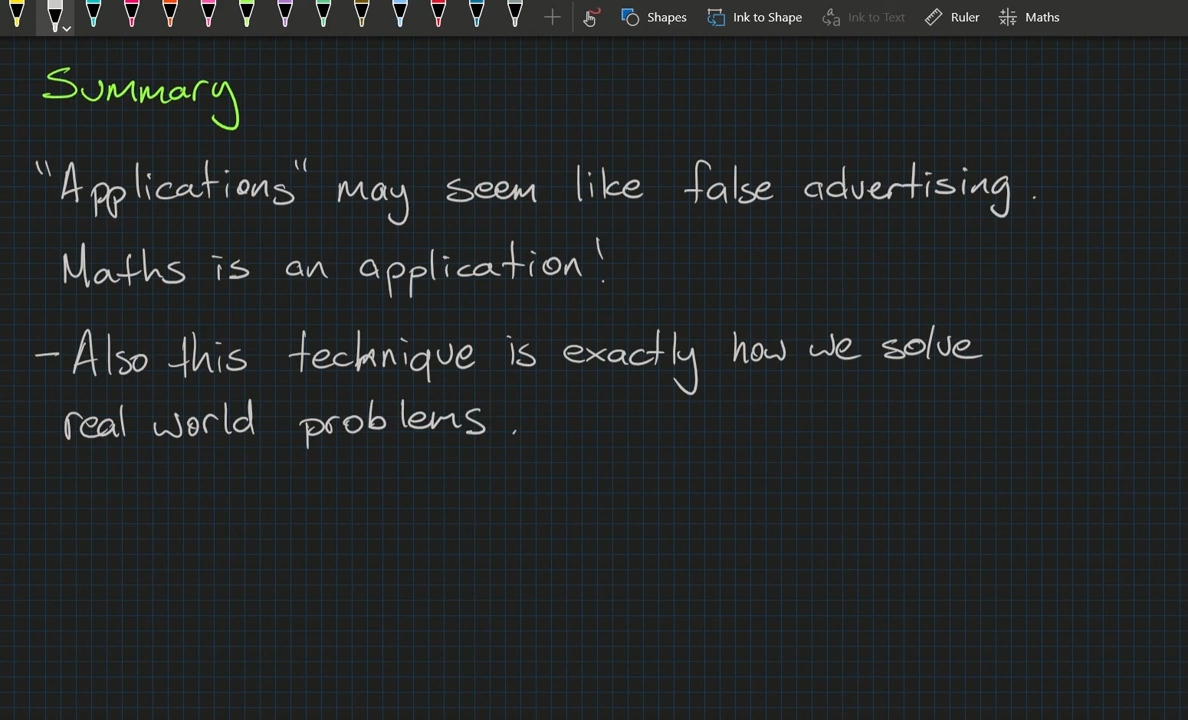 Shapes Ink to Shape Ink to Text Ruler Maths
Summary
"Applications" may seem like false advertising.
Maths is an application!
- Also this technique is exactly how we solve
real world problems.